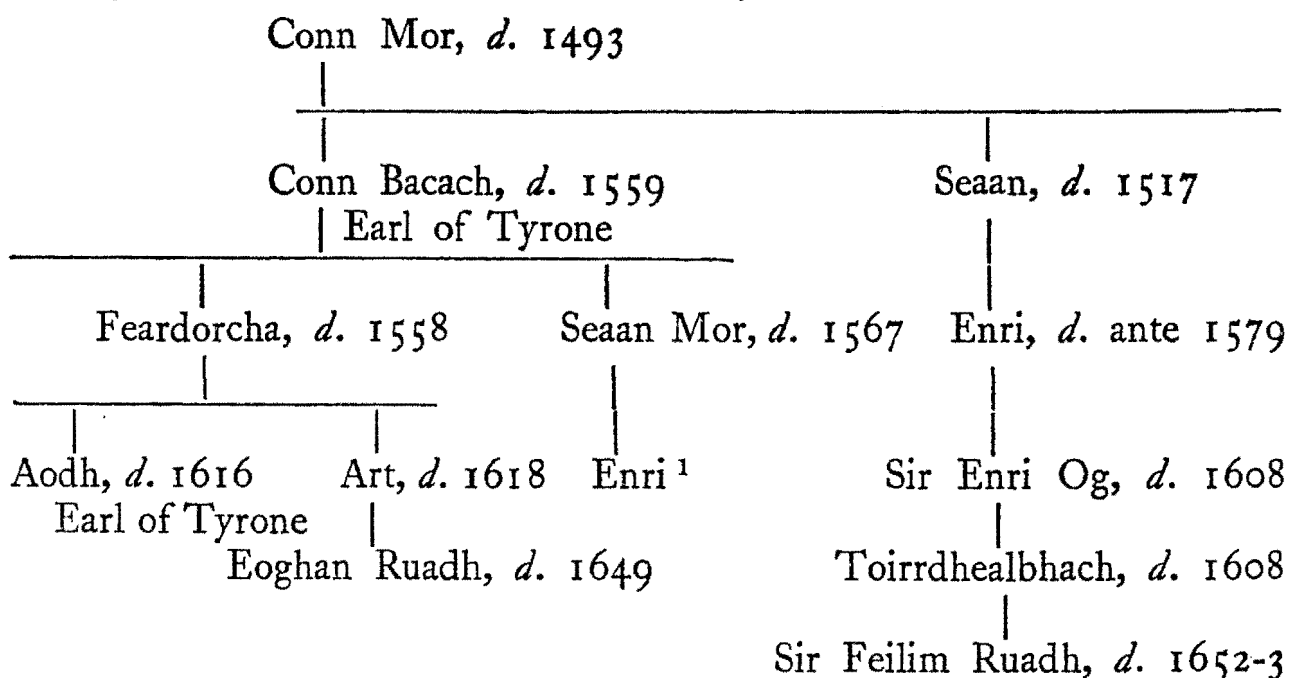 Conn Mor, d. 1493
Conn Bacach, d. 1559 Seaan, d. 1517
Earl of Tyrone
Feardorcha, d. 1558 Seaan Mor, d. 1567 Enri, d. ante 1579
Aodh, d. 1616 Art, d. 1618 Enri ¹ Sir Enri Og, d. 1608
Earl of Tyrone
Eoghan Ruadh, d. 1649 Toirrdhealbhach, d. 1608
Sir Feilim Ruadh, d. 1652-3